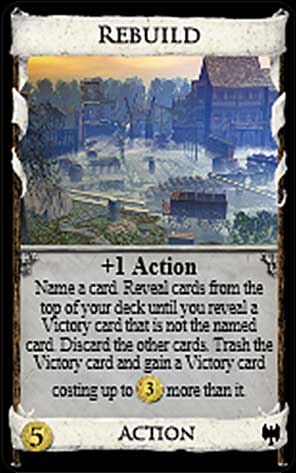 REBUILD
+1 Action
Name a card. Reveal cards from the
top of your deck until you reveal a
Victory card that is not the named
card. Discard the other cards. Trash the
Victory card and gain a Victory card
costing up to 3 more than it.
5 ACTION